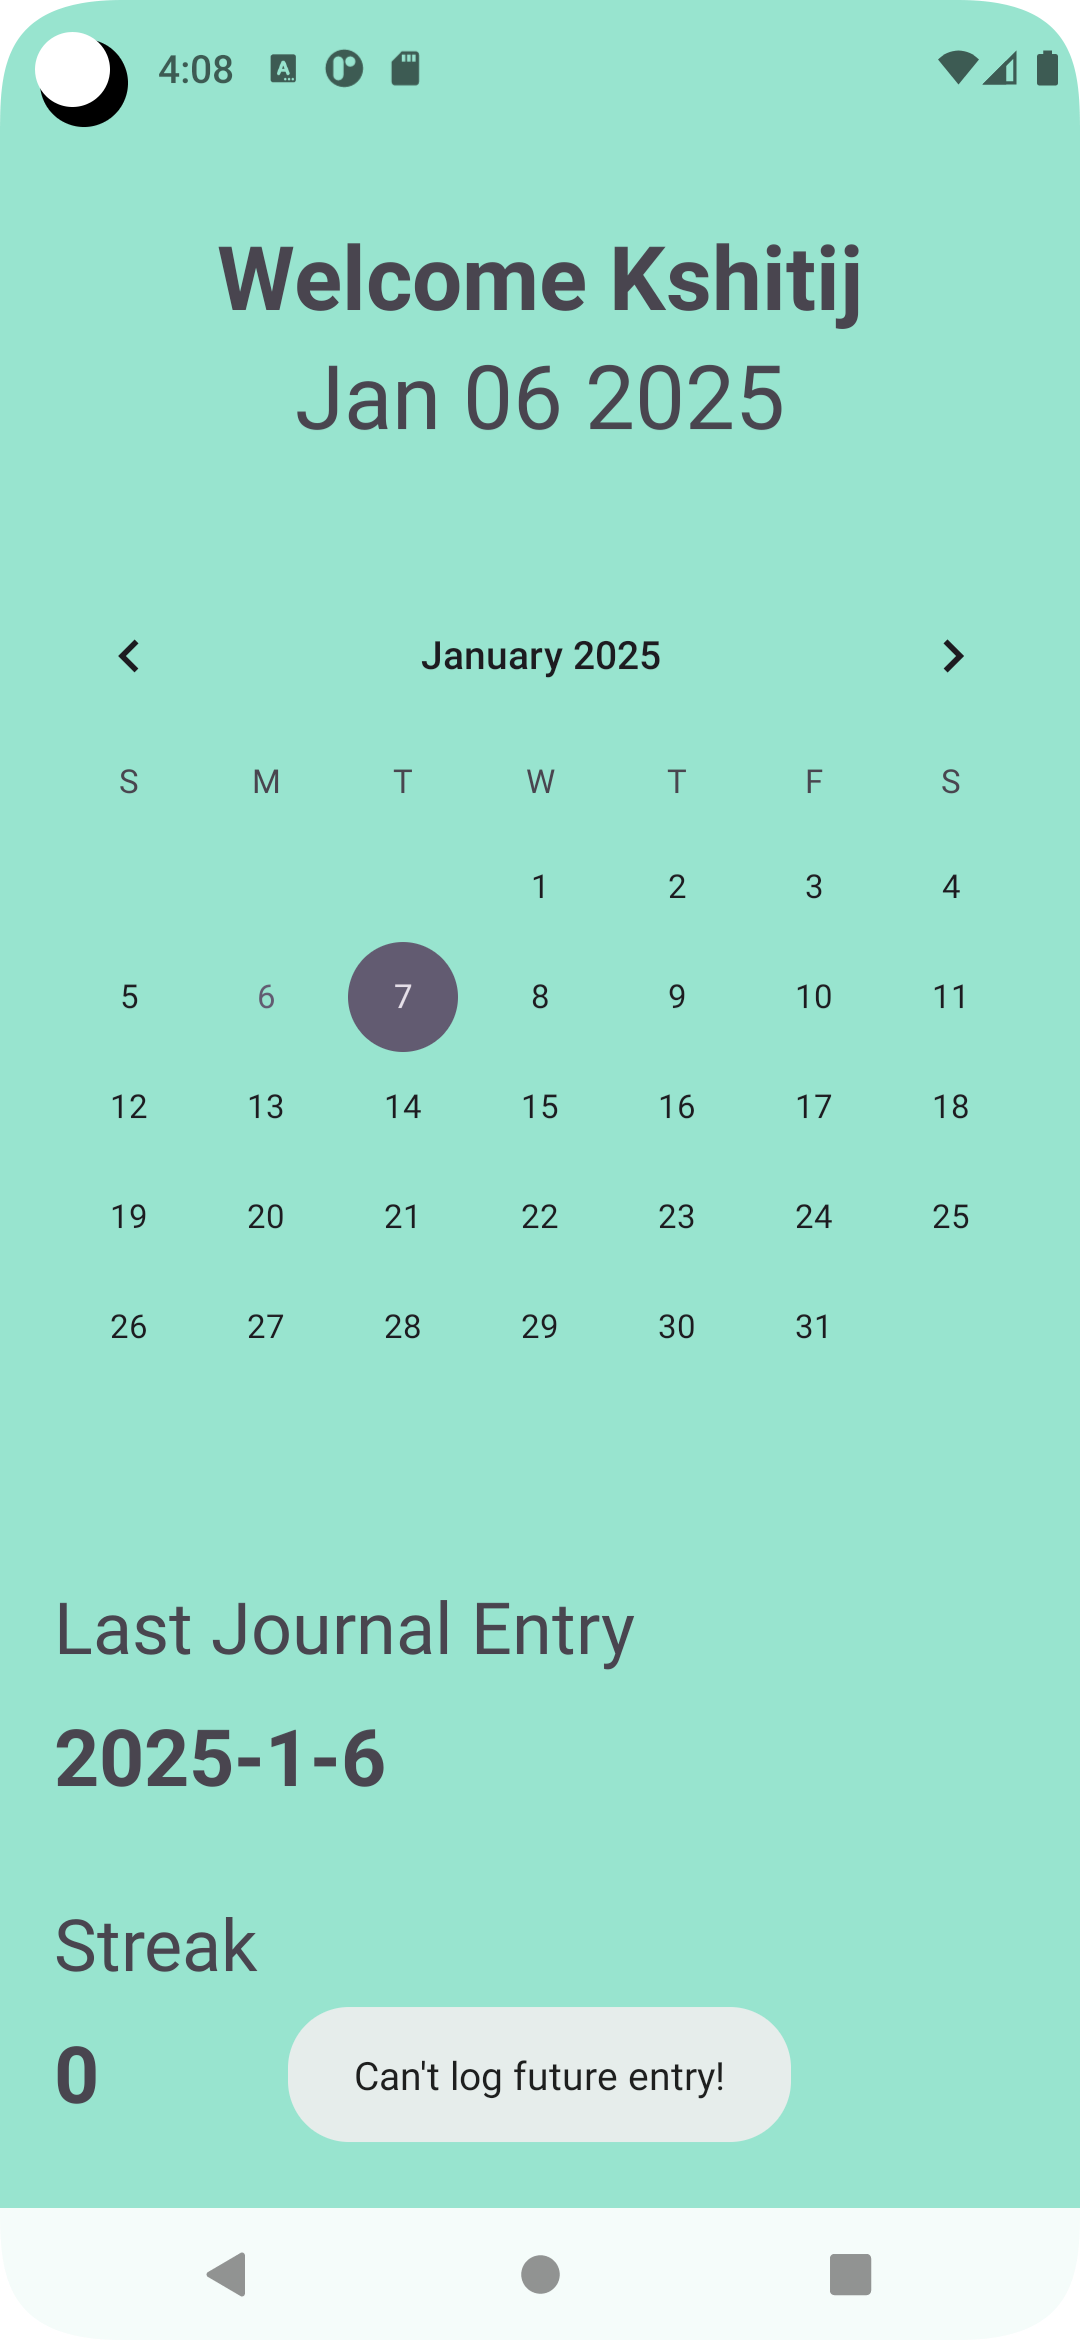 4:08
Welcome Kshitij
Jan 06 2025
January 2025
S M T W T F S
1 2 3 4
5 6 7 8 9 10 11
12 13 14 15 16 17 18
19 20 21 22 23 24 25
26 27 28 29 30 31
Last Journal Entry
2025-1-6
Streak
0
Can't log future entry!